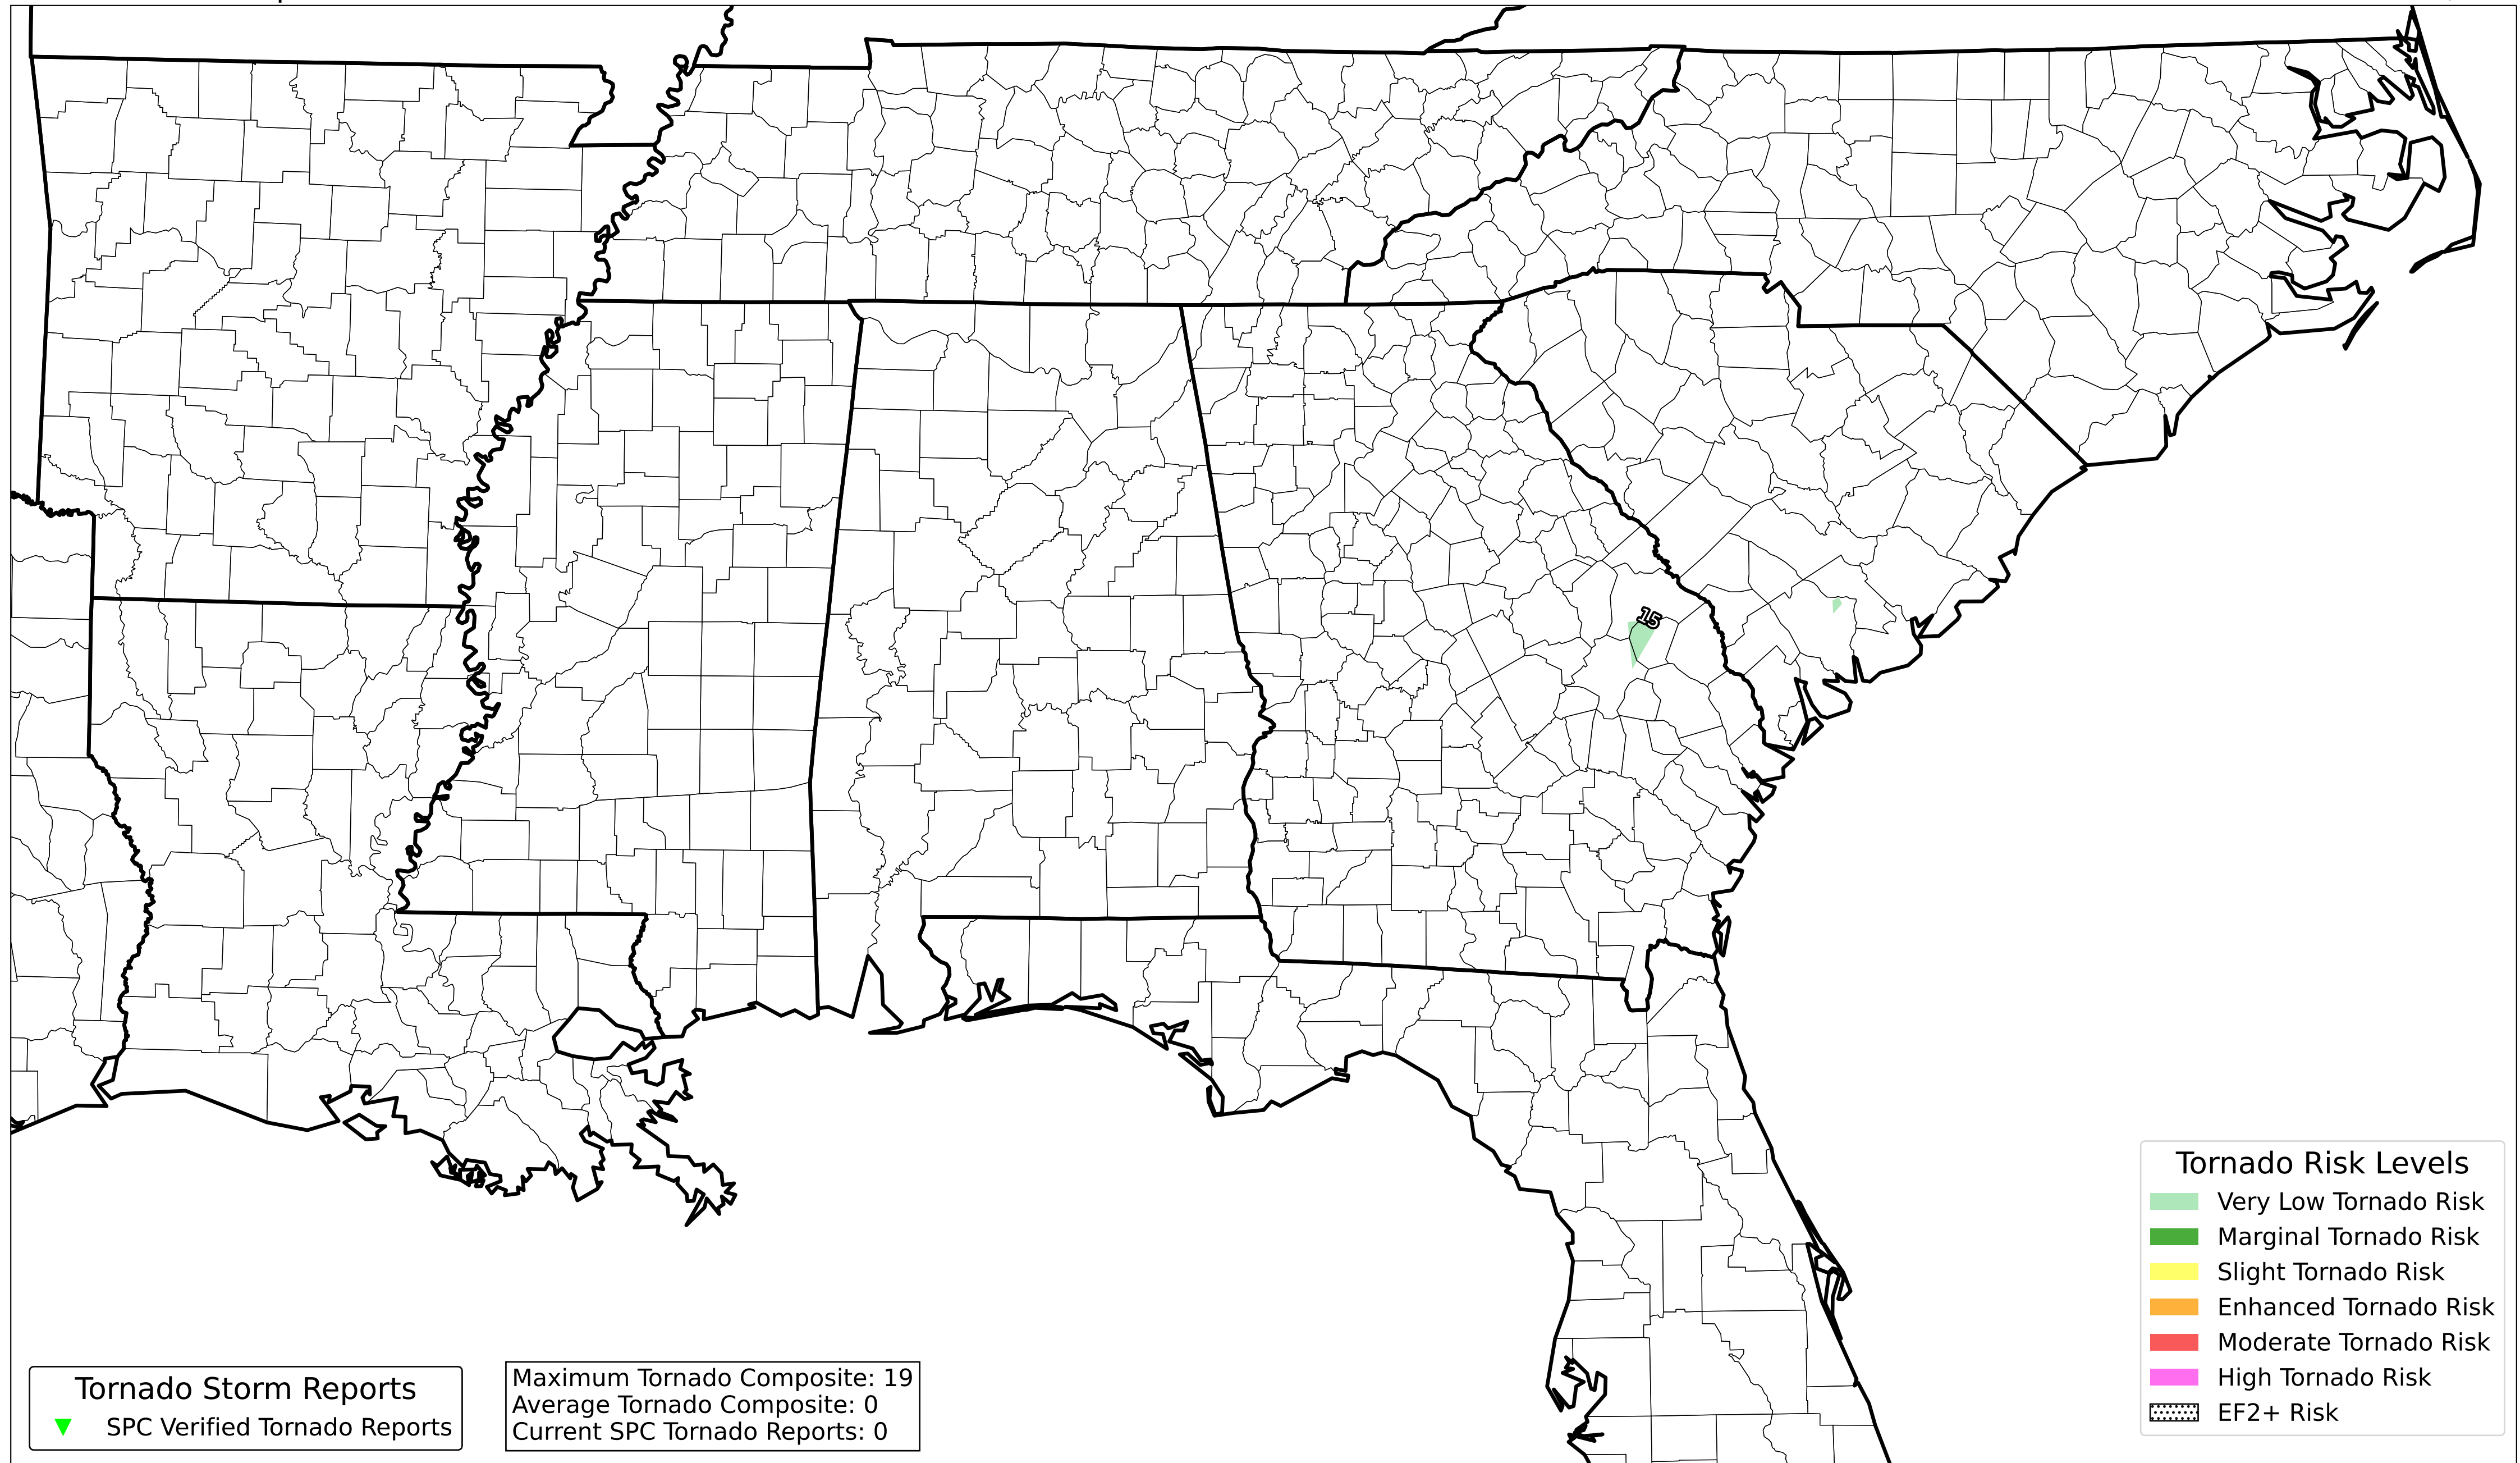 15
Tornado Risk Levels
Very Low Tornado Risk
Marginal Tornado Risk
Slight Tornado Risk
Enhanced Tornado Risk
Moderate Tornado Risk
High Tornado Risk
EF2+ Risk
Tornado Storm Reports
SPC Verified Tornado Reports
Maximum Tornado Composite: 19
Average Tornado Composite: 0
Current SPC Tornado Reports: 0